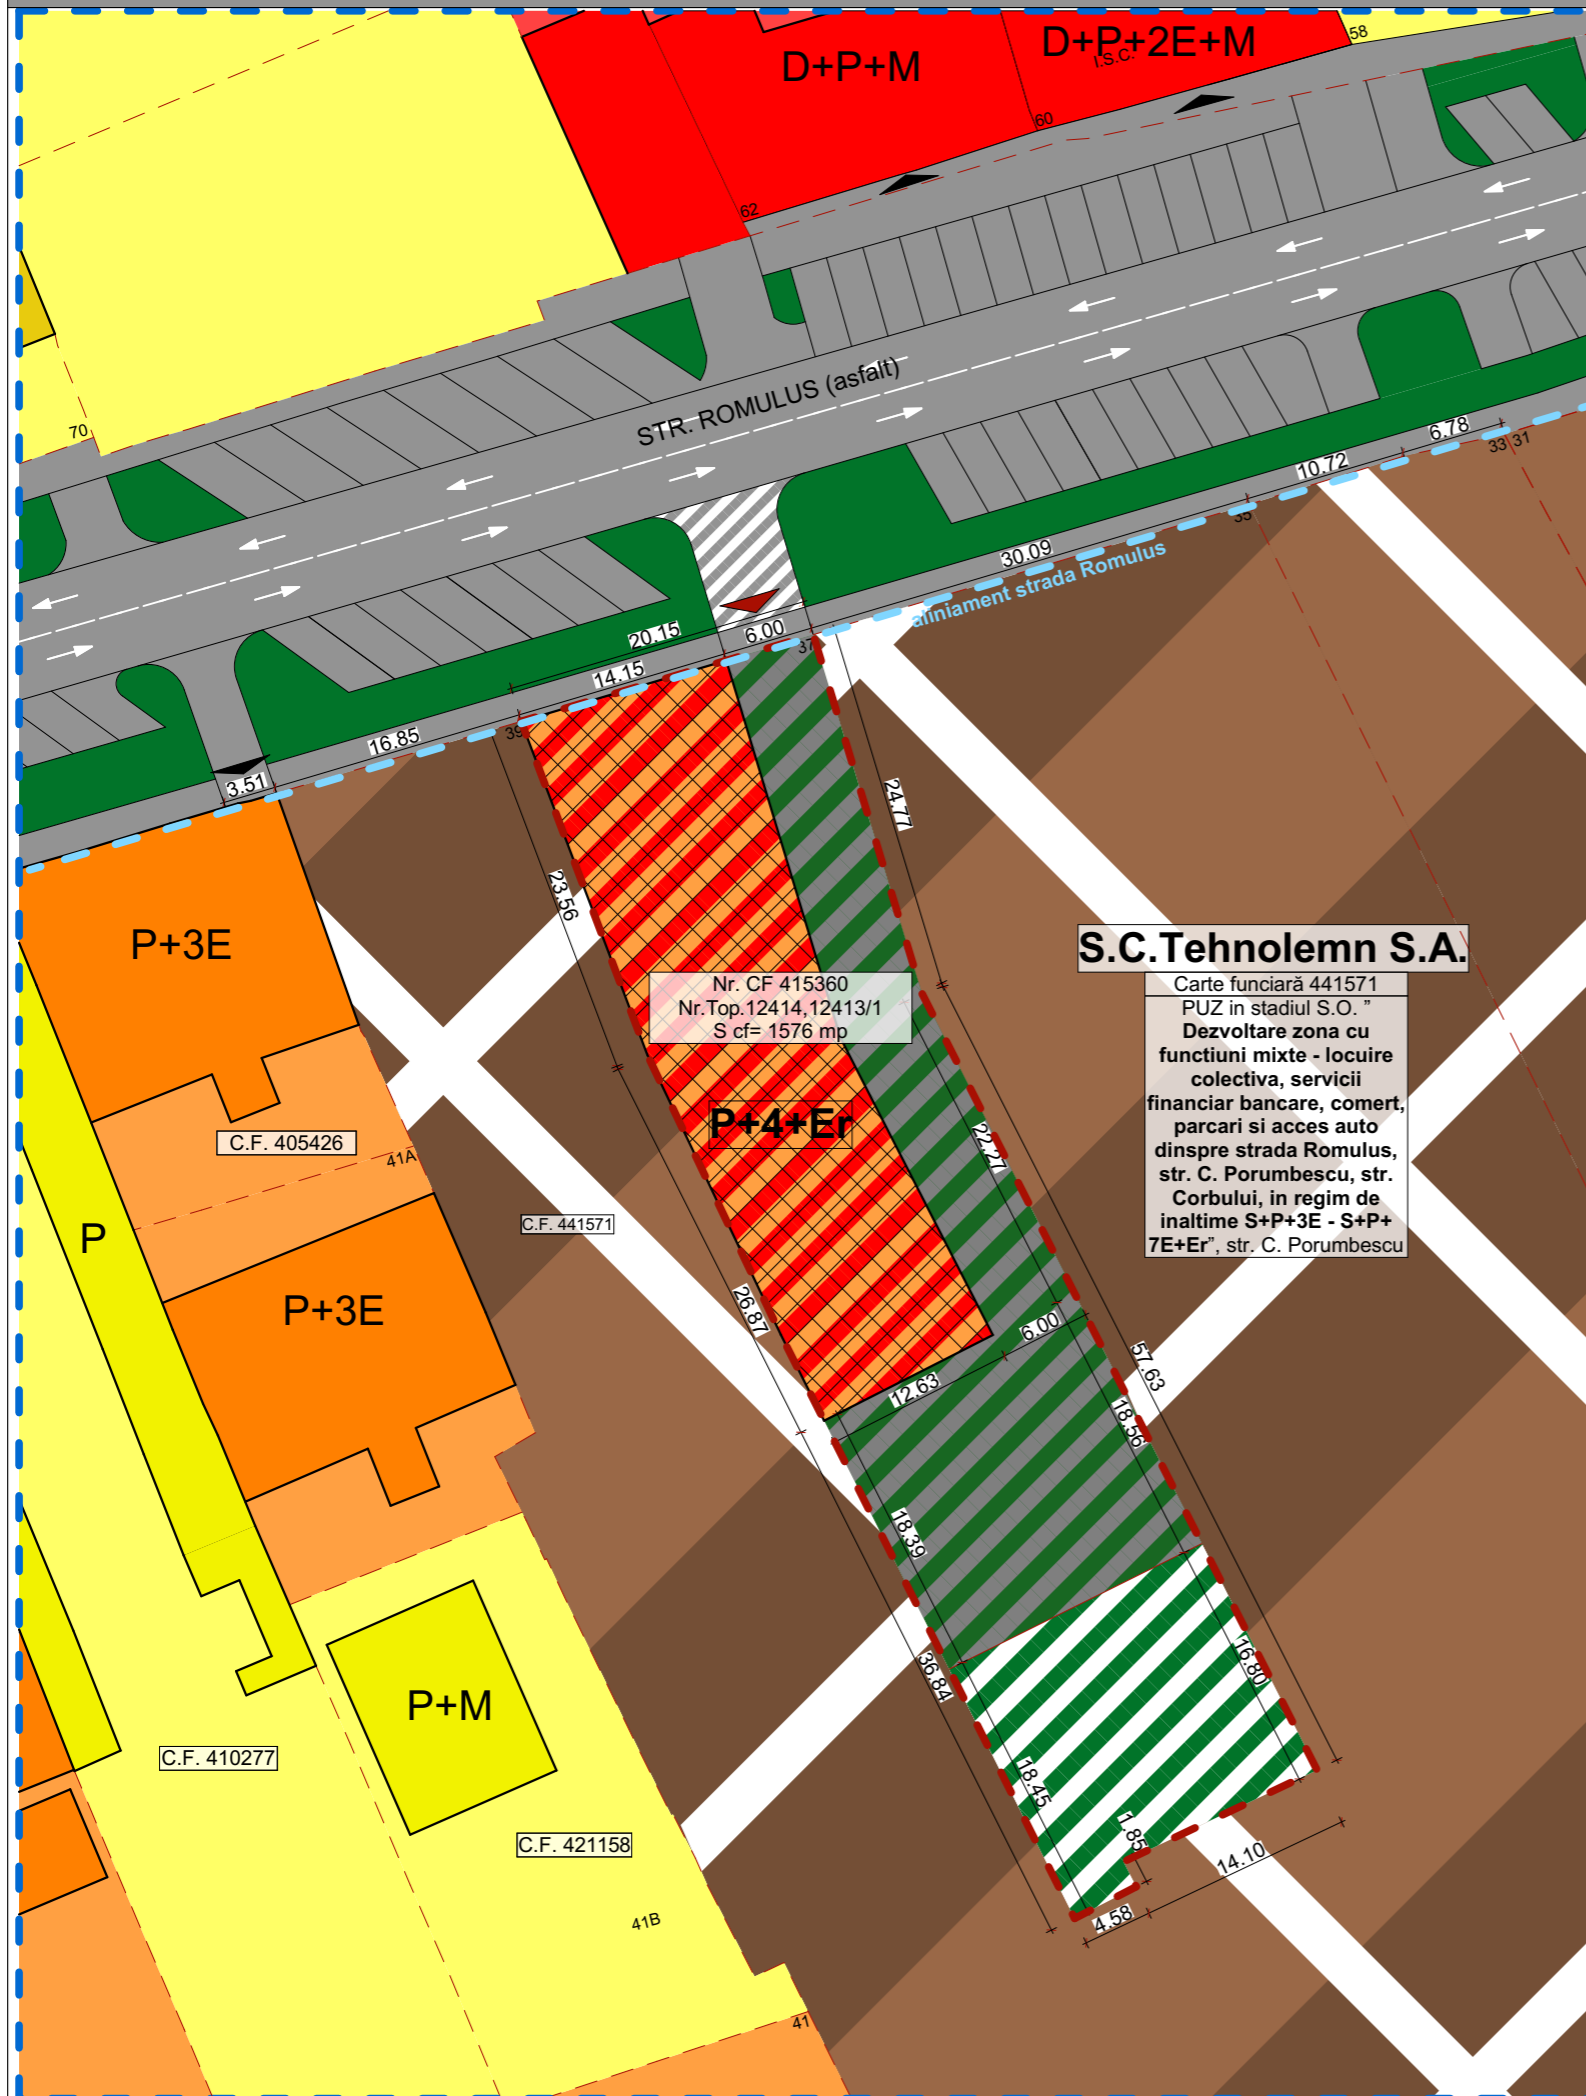 D+P+M
D+P+2E+M
I.S.C.
58
60
62
70
STR. ROMULUS (asfalt)
6.78
33
31
10.72
35
30.09
aliniament strada Romulus
20.15
6.00
37
14.15
39
16.85
3.51
24.77
23.56
P+3E
S.C.Tehnolemn S.A.
Carte funciară 441571
PUZ in stadiul S.O. ”
Dezvoltare zona cu
functiuni mixte - locuire
colectiva, servicii
financiar bancare, comert,
parcari si acces auto
dinspre strada Romulus,
str. C. Porumbescu, str.
Corbului, in regim de
inaltime S+P+3E - S+P+
7E+Er”, str. C. Porumbescu
Nr. CF 415360
Nr.Top.12414,12413/1
S cf= 1576 mp
P+4+Er
22.27
C.F. 405426
41A
C.F. 441571
P
P+3E
26.87
6.00
57.63
12.63
18.56
18.39
36.84
16.80
P+M
C.F. 410277
18.45
1.85
14.10
C.F. 421158
4.58
41B
41